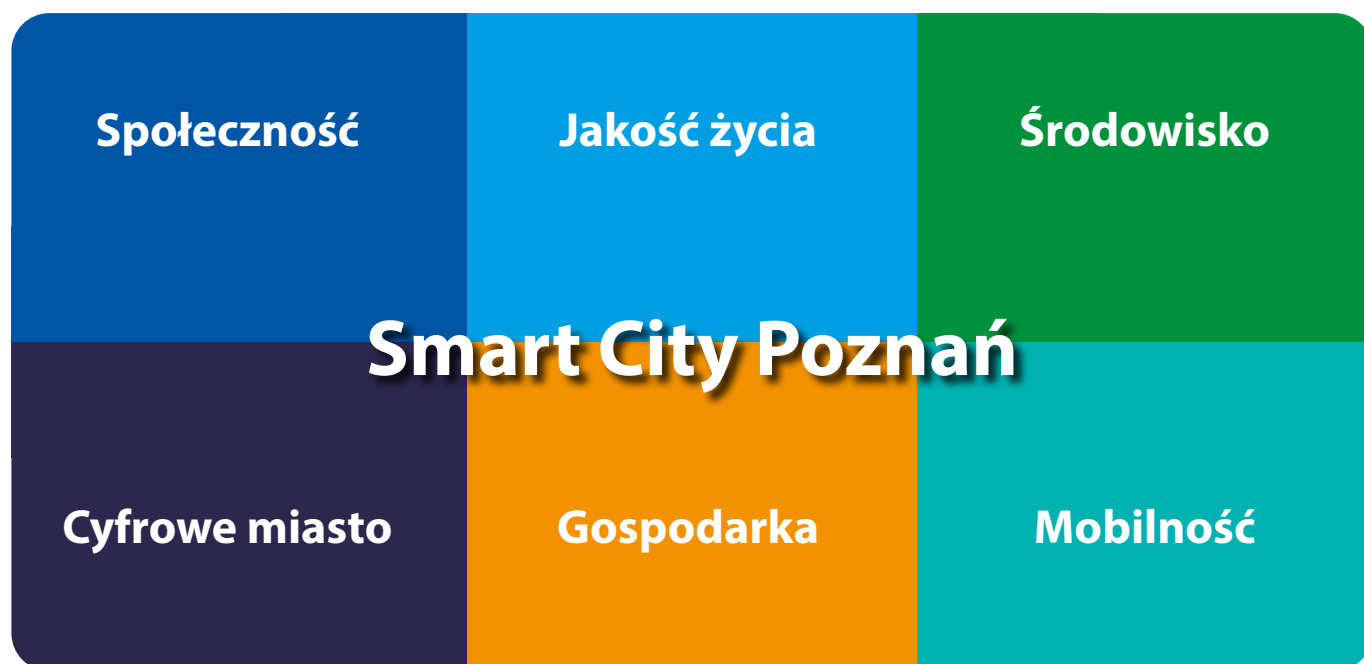 Społeczność
Jakość życia
Środowisko
Smart City Poznań
Cyfrowe miasto
Gospodarka
Mobilność